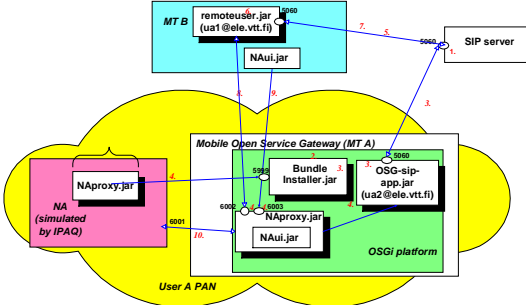 MT B
6.
remoteuser.jar
(ua1@ele.vtt.fi)
5060
7.
5.
5060
1.
SIP server
NAui.jar
8.
9.
3.
Mobile Open Service Gateway (MT A)
NAproxy.jar
4.
5999
2.
Bundle
Installer.jar
3.
5060
3.
OSG-sip-
app.jar
(ua2@ele.vtt.fi)
NA
(simulated
by IPAQ)
6001
10.
6002
6003
4.
NAproxy.jar
NAui.jar
OSGi platform
User A PAN